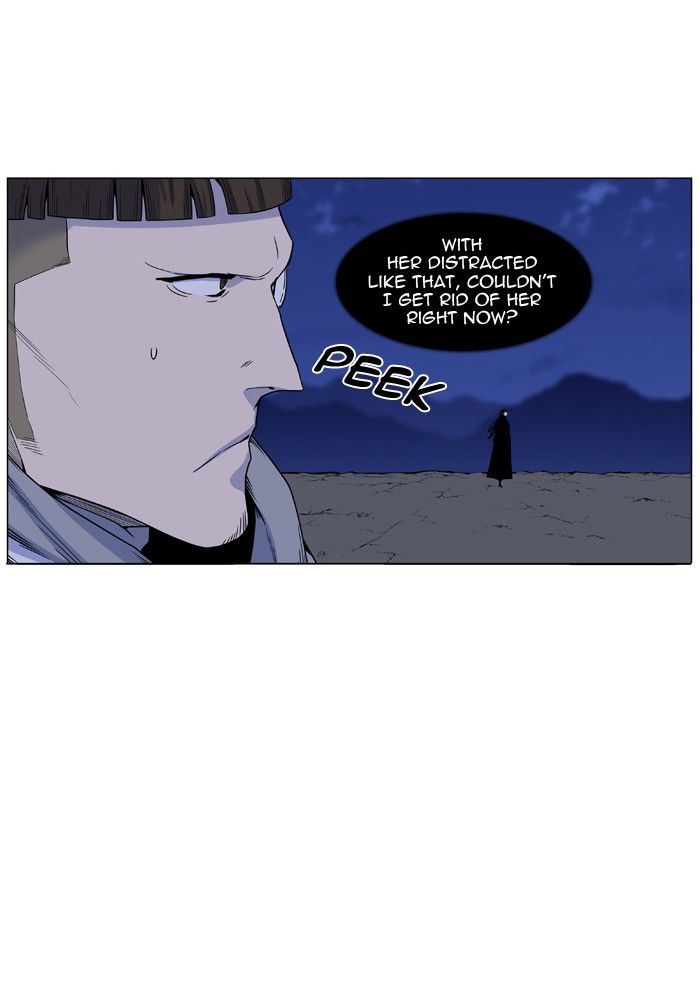 WITH
HER DISTRACTED
LIKE THAT, COULDN'T
I GET RID OF HER
RIGHT NOW?
PEEK